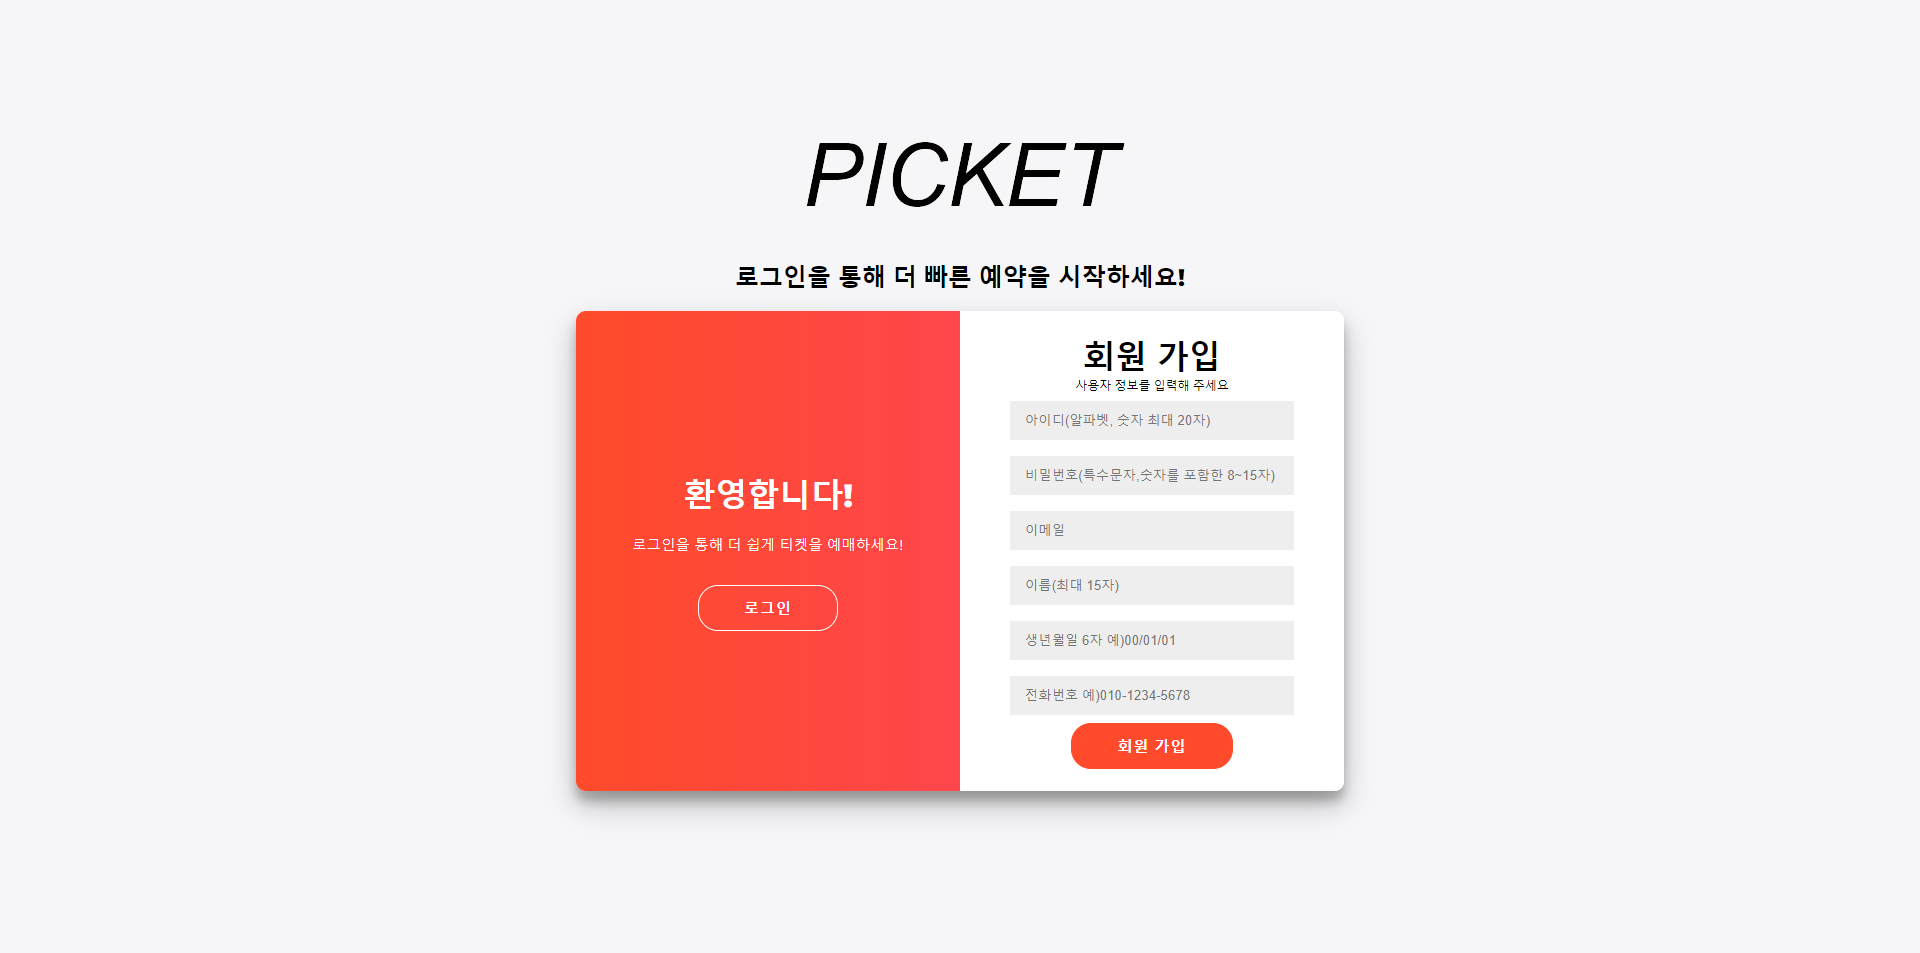 PICKET
로그인을 통해 더 빠른 예약을 시작하세요!
환영합니다!
로그인을 통해 더 쉽게 티켓을 예매하세요!
로그인
회원 가입
사용자 정보를 입력해 주세요
아이디(알파벳, 숫자 최대 20자)
비밀번호(특수문자,숫자를 포함한 8~15자)
이메일
이름(최대 15자)
생년월일 6자 예)00/01/01
전화번호 예)010-1234-5678
회원 가입